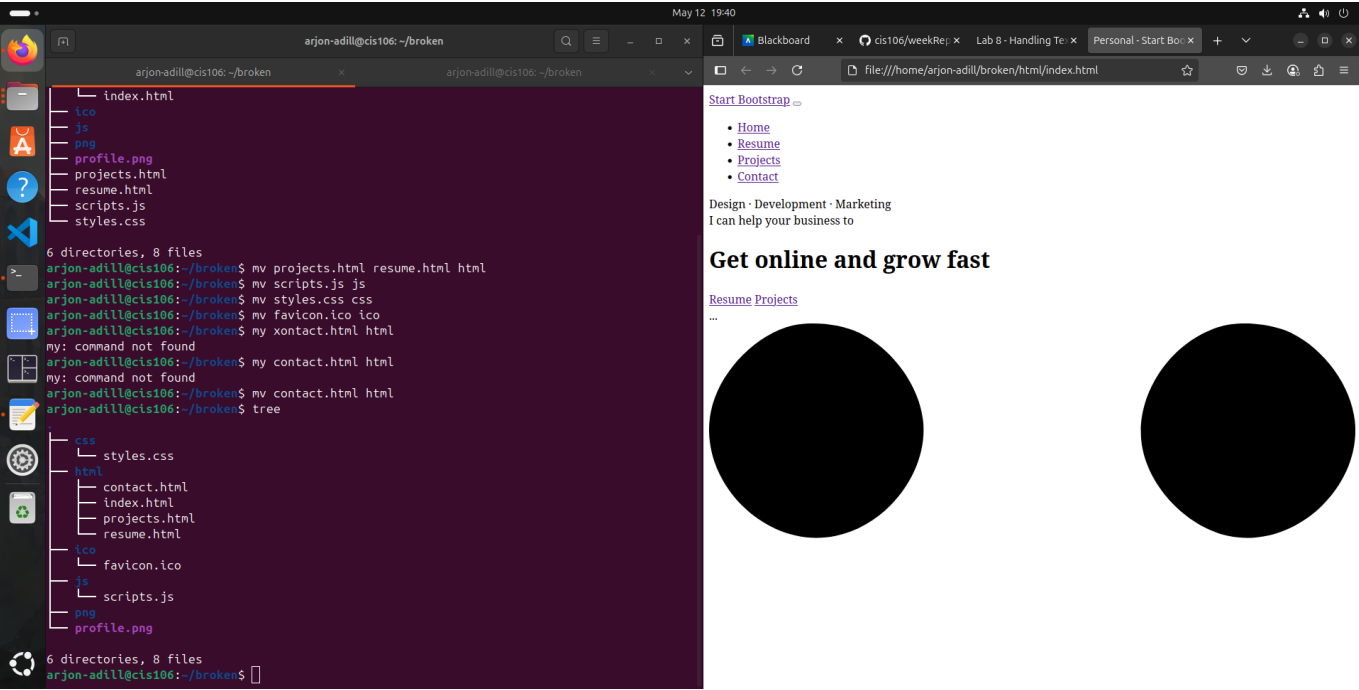 May 12 19:40
arjon-adill@cis106: ~/broken
arjon-adill@cis106: ~/broken
arjon-adill@cis106: ~/broken
└── index.html
├── ico
├── js
├── png
├── profile.png
├── projects.html
├── resume.html
├── scripts.js
└── styles.css
6 directories, 8 files
arjon-adill@cis106:~/broken$ mv projects.html resume.html html
arjon-adill@cis106:~/broken$ mv scripts.js js
arjon-adill@cis106:~/broken$ mv styles.css css
arjon-adill@cis106:~/broken$ mv favicon.ico ico
arjon-adill@cis106:~/broken$ my xontact.html html
my: command not found
arjon-adill@cis106:~/broken$ my contact.html html
my: command not found
arjon-adill@cis106:~/broken$ mv contact.html html
arjon-adill@cis106:~/broken$ tree
.
├── css
│   └── styles.css
├── html
│   ├── contact.html
│   ├── index.html
│   ├── projects.html
│   └── resume.html
├── ico
│   └── favicon.ico
├── js
│   └── scripts.js
├── png
└── profile.png
6 directories, 8 files
arjon-adill@cis106:~/broken$
Blackboard
cis106/weekRep
Lab 8 - Handling Te
Personal - Start Boo
file:///home/arjon-adill/broken/html/index.html
Start Bootstrap
• Home
• Resume
• Projects
• Contact
Design · Development · Marketing
I can help your business to
Get online and grow fast
Resume Projects
...